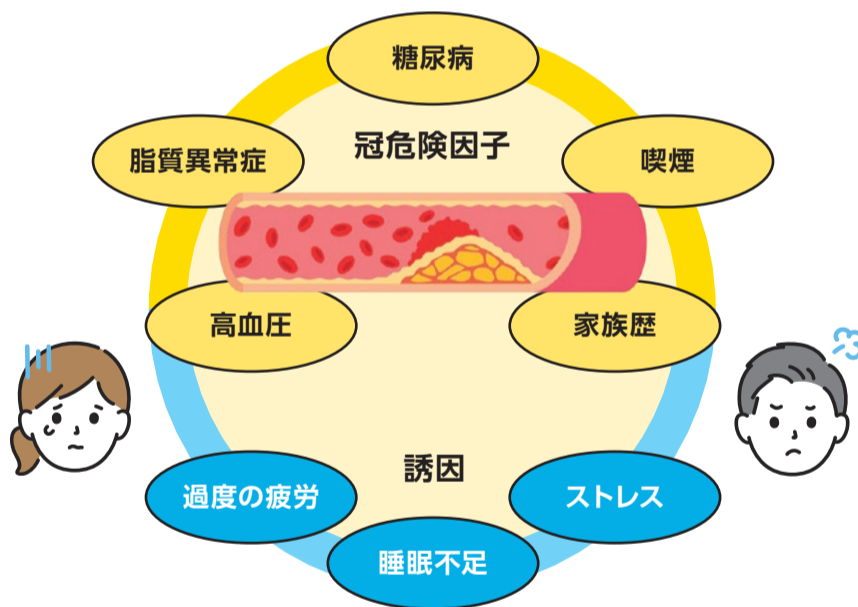 糖尿病
冠危険因子
脂質異常症
喫煙
高血圧
家族歴
誘因
過度の疲労
ストレス
睡眠不足